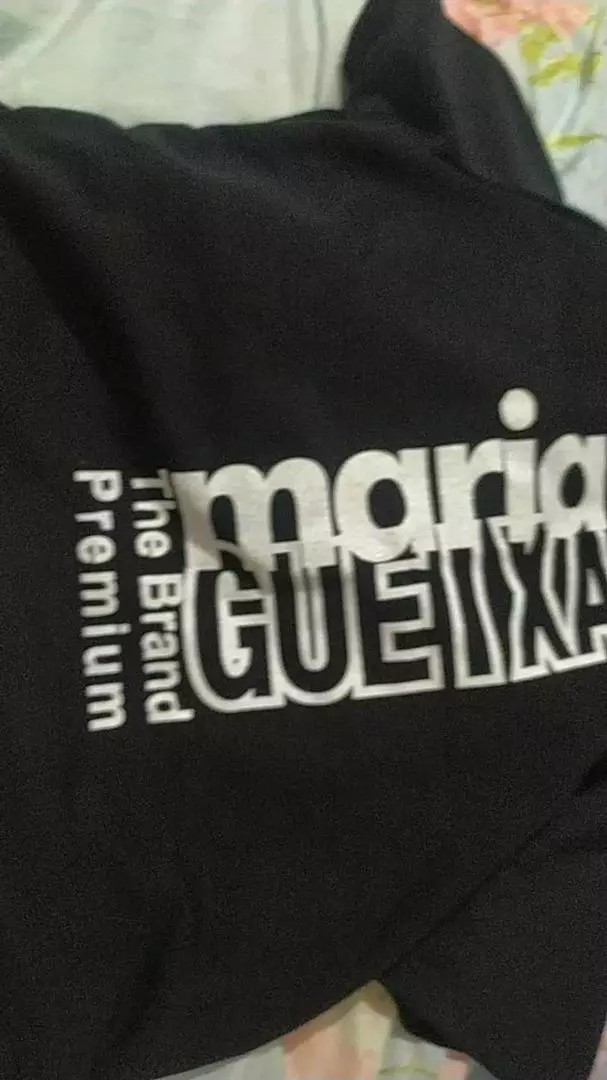 maria
GUEIXA
The Brand
Premium